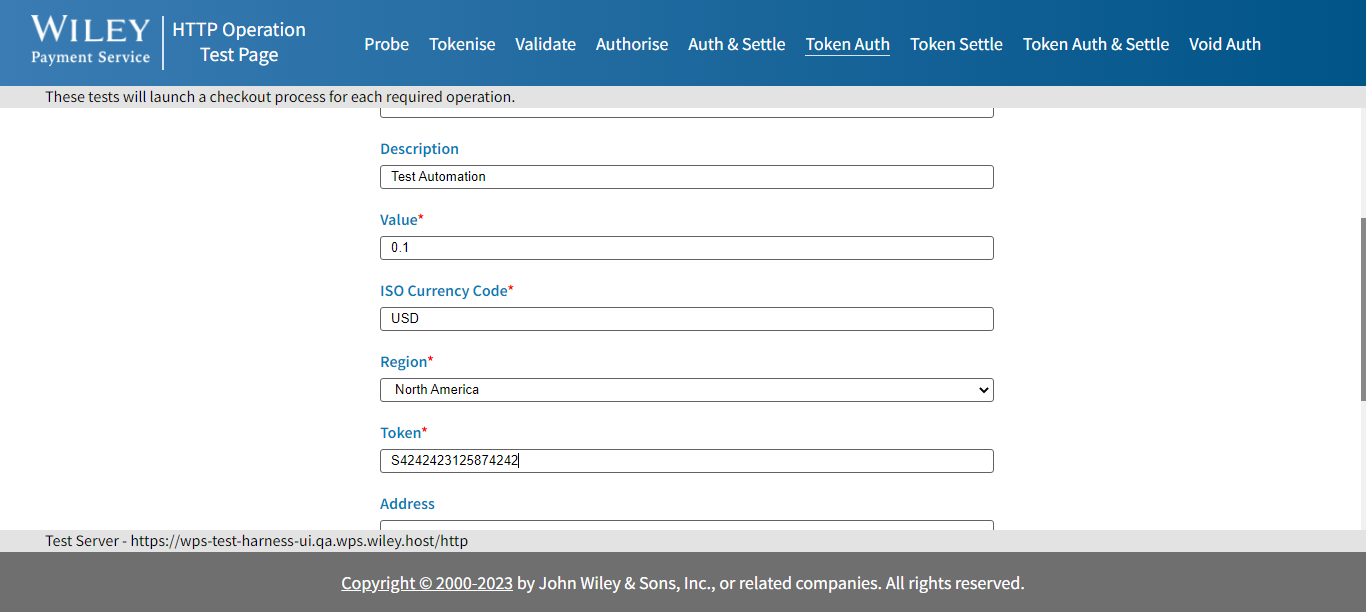 WILEY
Payment Service
HTTP Operation
Test Page
Probe Tokenise Validate Authorise Auth & Settle Token Auth Token Settle Token Auth & Settle Void Auth
These tests will launch a checkout process for each required operation.
Description
Test Automation
Value*
0.1
ISO Currency Code*
USD
Region*
North America
Token*
S4242423125874242
Address
Test Server - https://wps-test-harness-ui.qa.wps.wiley.host/http
Copyright © 2000-2023 by John Wiley & Sons, Inc., or related companies. All rights reserved.